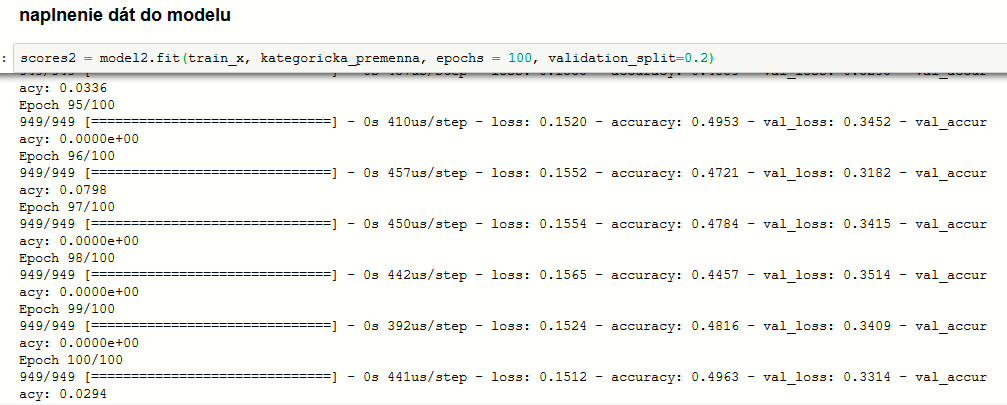 naplnenie dát do modelu
: scores2 = model2.fit(train_x, kategoricka_premenna, epochs = 100, validation_split=0.2)
acy: 0.0336
Epoch 95/100
949/949 [==============================] - 0s 410us/step - loss: 0.1520 - accuracy: 0.4953 - val_loss: 0.3452 - val_accur
acy: 0.0000e+00
Epoch 96/100
949/949 [==============================] - 0s 457us/step - loss: 0.1552 - accuracy: 0.4721 - val_loss: 0.3182 - val_accur
acy: 0.0798
Epoch 97/100
949/949 [==============================] - 0s 450us/step - loss: 0.1554 - accuracy: 0.4784 - val_loss: 0.3415 - val_accur
acy: 0.0000e+00
Epoch 98/100
949/949 [==============================] - 0s 442us/step - loss: 0.1565 - accuracy: 0.4457 - val_loss: 0.3514 - val_accur
acy: 0.0000e+00
Epoch 99/100
949/949 [==============================] - 0s 392us/step - loss: 0.1524 - accuracy: 0.4816 - val_loss: 0.3409 - val_accur
acy: 0.0000e+00
Epoch 100/100
949/949 [==============================] - 0s 441us/step - loss: 0.1512 - accuracy: 0.4963 - val_loss: 0.3314 - val_accur
acy: 0.0294